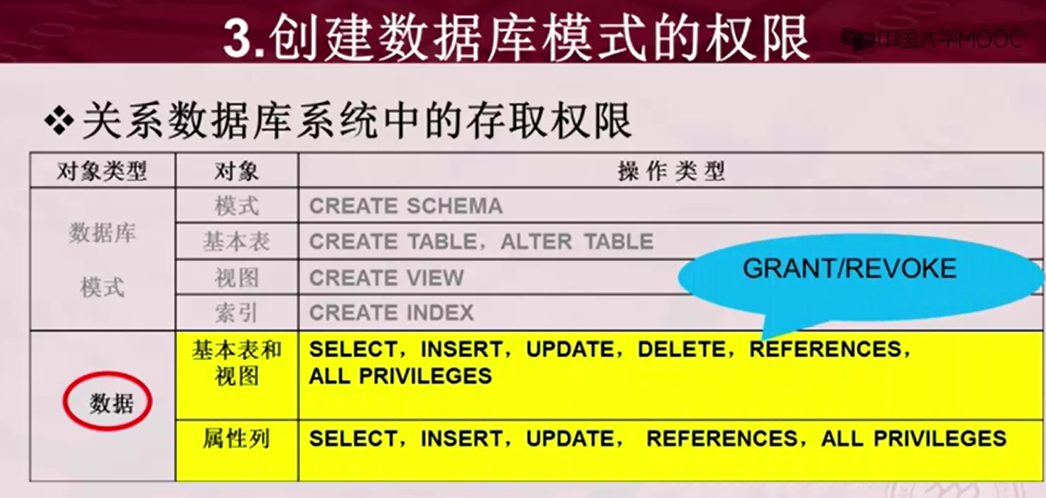 3.创建数据库模式的权限
中国大学MOOC
❖关系数据库系统中的存取权限
对象类型 对象 操作类型
数据库
模式
模式 CREATE SCHEMA
基本表 CREATE TABLE，ALTER TABLE
视图 CREATE VIEW
索引 CREATE INDEX
GRANT/REVOKE
数据
基本表和
视图
SELECT，INSERT，UPDATE，DELETE，REFERENCES，
ALL PRIVILEGES
属性列 SELECT，INSERT，UPDATE， REFERENCES，ALL PRIVILEGES